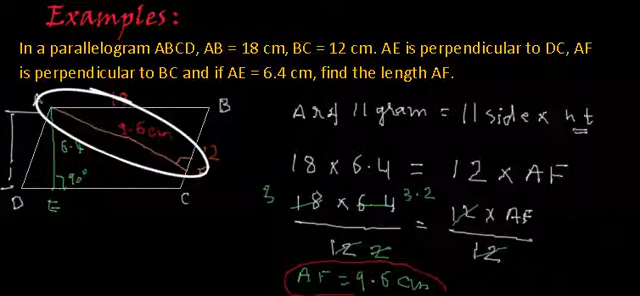 Examples:
In a parallelogram ABCD, AB = 18 cm, BC = 12 cm. AE is perpendicular to DC, AF
is perpendicular to BC and if AE = 6.4 cm, find the length AF.
A 18 B
9.6 cm
6.4 12
90°
D E C
Ar of ||gram = || side × ht
18 × 6.4 = 12 × AF
3 18 × 6.4 3.2 = 12 × AF
12 2 12
AF = 9.6 cm